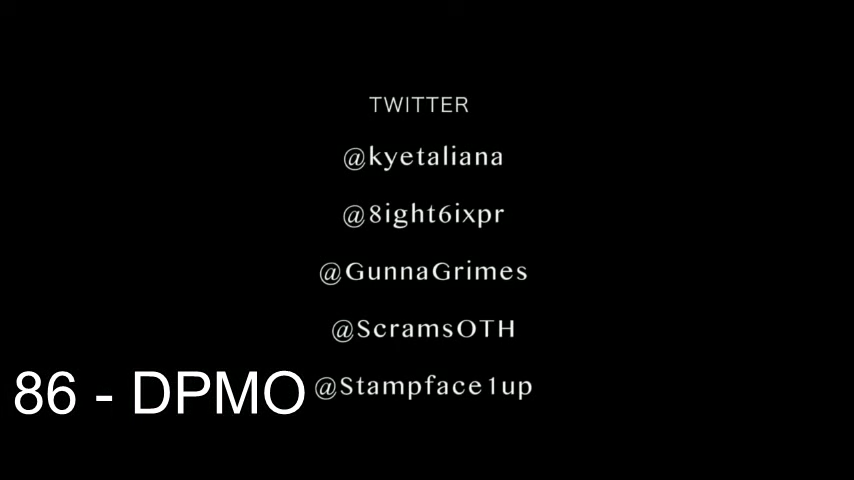 TWITTER
@kyetaliana
@8ight6ixpr
@GunnaGrimes
@ScramsOTH
@Stampface1up
86 - DPMO